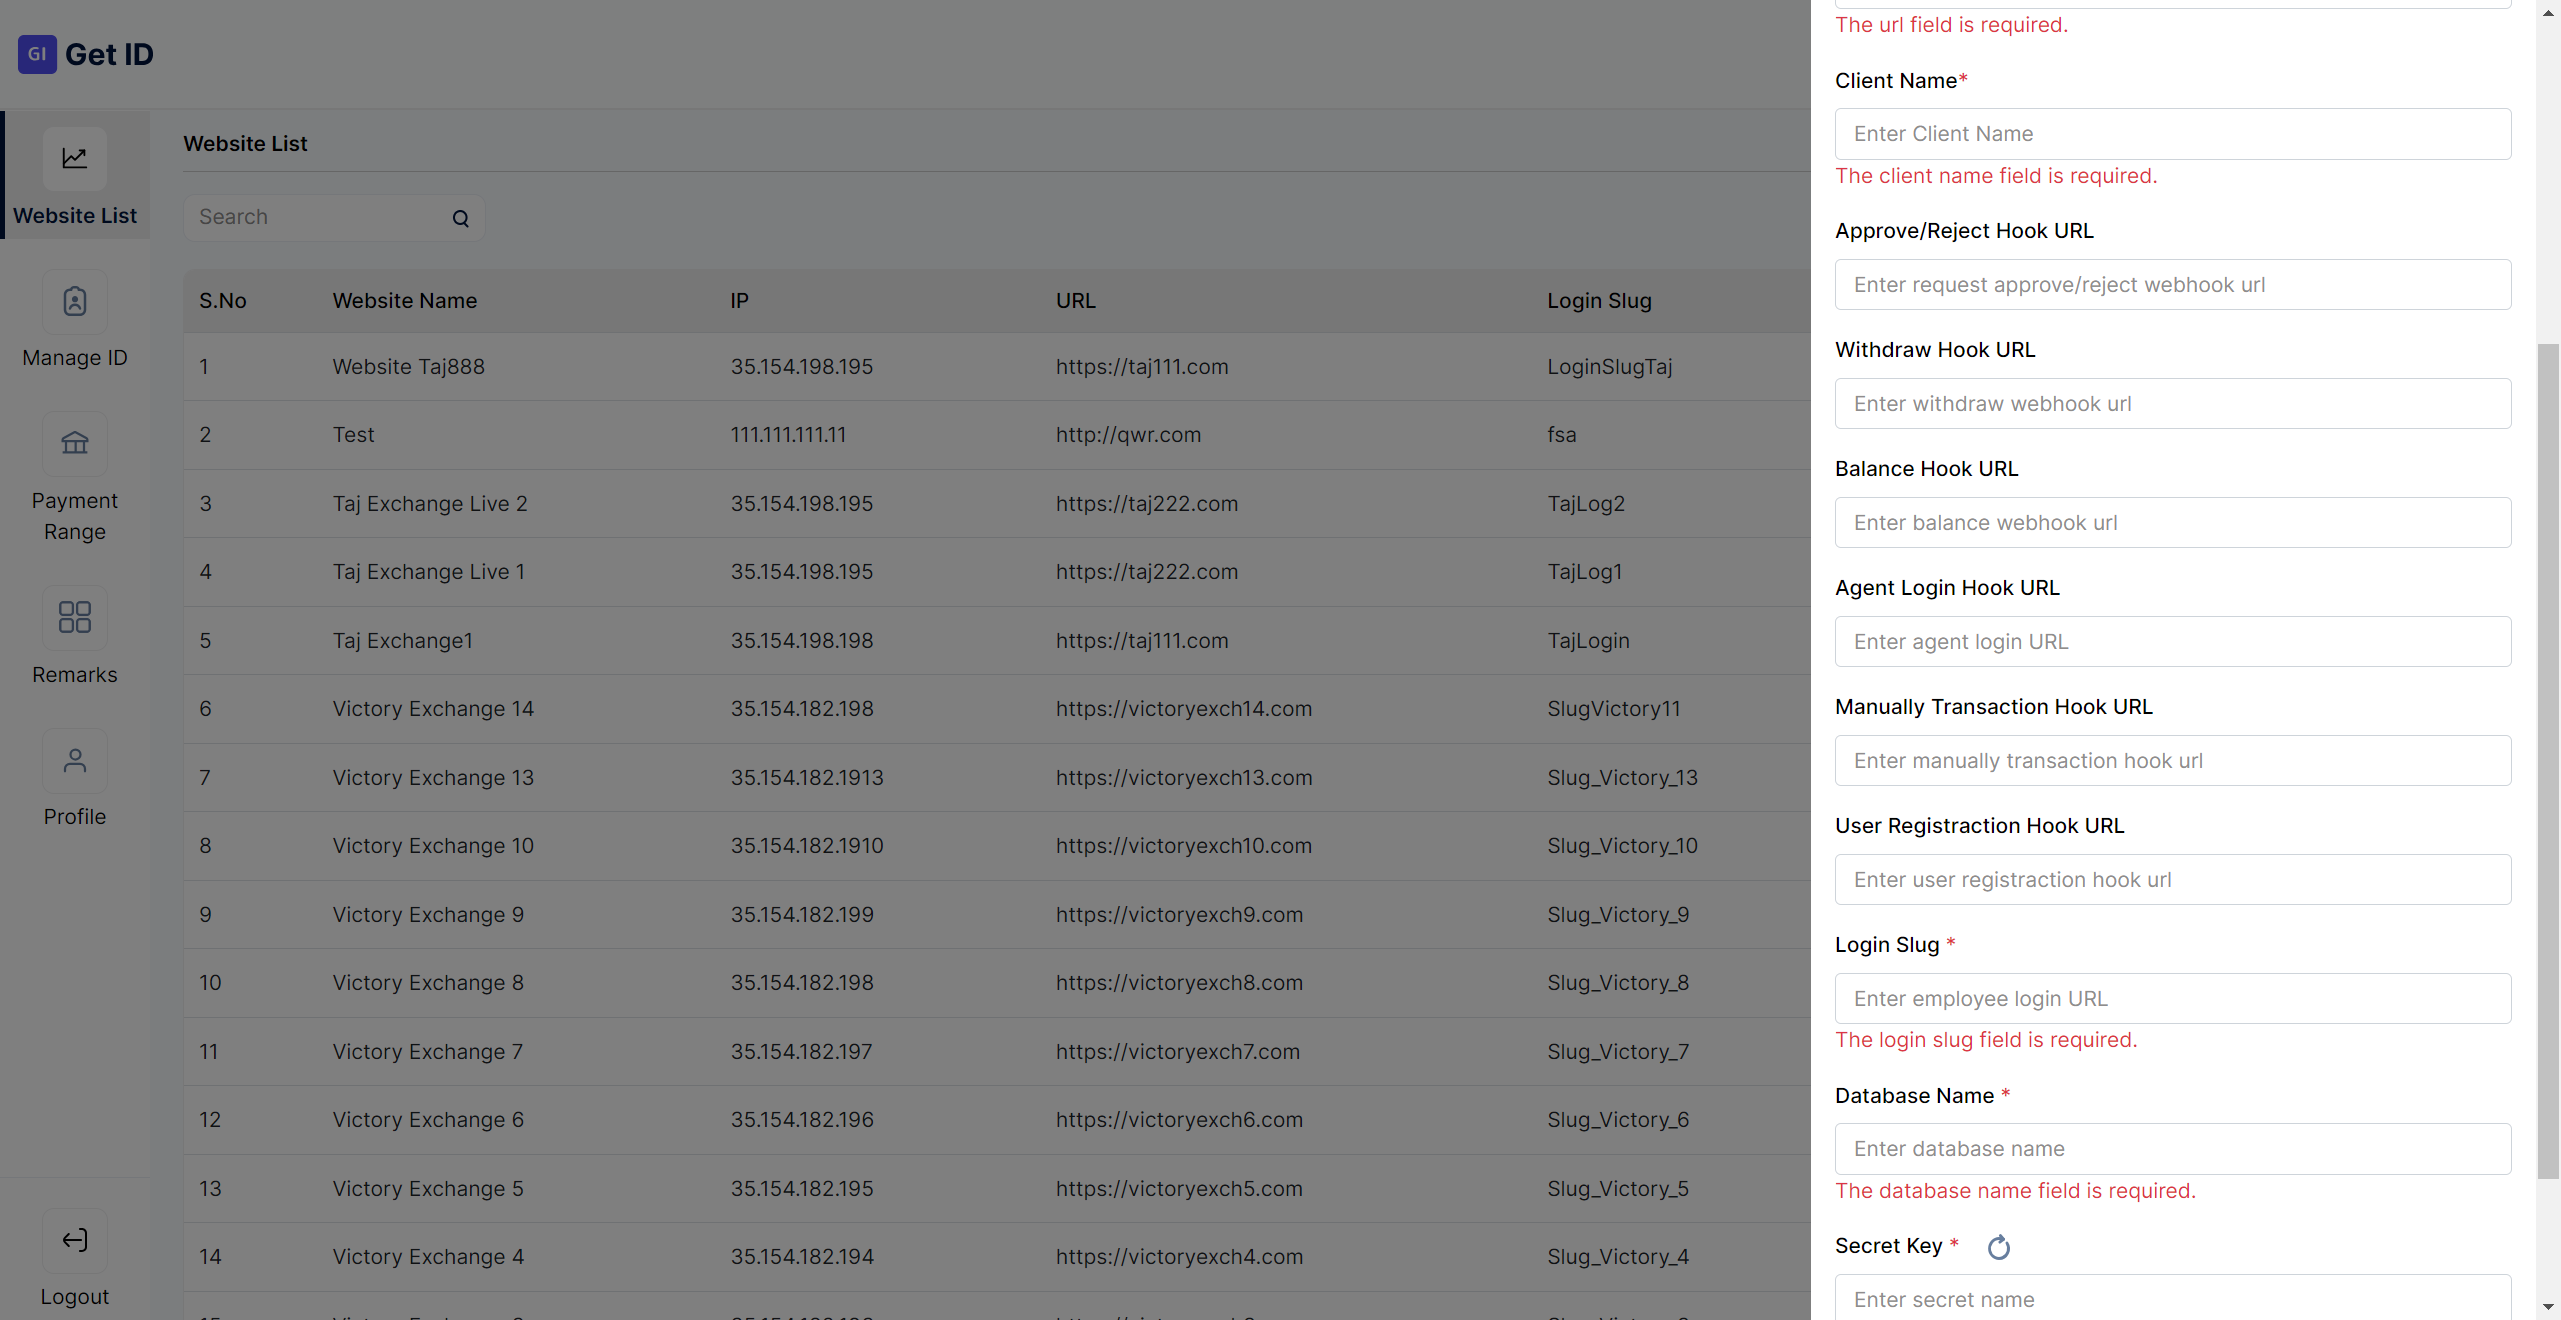 GI Get ID
Website List
Manage ID
Payment
Range
Remarks
Profile
Logout
Website List
Search
S.No Website Name IP URL Login Slug
1 Website Taj888 35.154.198.195 https://taj111.com LoginSlugTaj
2 Test 111.111.111.11 http://qwr.com fsa
3 Taj Exchange Live 2 35.154.198.195 https://taj222.com TajLog2
4 Taj Exchange Live 1 35.154.198.195 https://taj222.com TajLog1
5 Taj Exchange1 35.154.198.198 https://taj111.com TajLogin
6 Victory Exchange 14 35.154.182.198 https://victoryexch14.com SlugVictory11
7 Victory Exchange 13 35.154.182.1913 https://victoryexch13.com Slug_Victory_13
8 Victory Exchange 10 35.154.182.1910 https://victoryexch10.com Slug_Victory_10
9 Victory Exchange 9 35.154.182.199 https://victoryexch9.com Slug_Victory_9
10 Victory Exchange 8 35.154.182.198 https://victoryexch8.com Slug_Victory_8
11 Victory Exchange 7 35.154.182.197 https://victoryexch7.com Slug_Victory_7
12 Victory Exchange 6 35.154.182.196 https://victoryexch6.com Slug_Victory_6
13 Victory Exchange 5 35.154.182.195 https://victoryexch5.com Slug_Victory_5
14 Victory Exchange 4 35.154.182.194 https://victoryexch4.com Slug_Victory_4
The url field is required.
Client Name*
Enter Client Name
The client name field is required.
Approve/Reject Hook URL
Enter request approve/reject webhook url
Withdraw Hook URL
Enter withdraw webhook url
Balance Hook URL
Enter balance webhook url
Agent Login Hook URL
Enter agent login URL
Manually Transaction Hook URL
Enter manually transaction hook url
User Registraction Hook URL
Enter user registraction hook url
Login Slug *
Enter employee login URL
The login slug field is required.
Database Name *
Enter database name
The database name field is required.
Secret Key *
Enter secret name